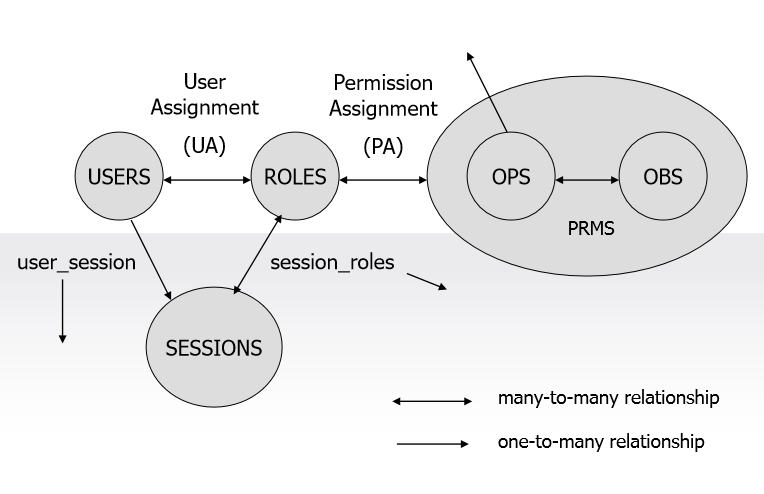 User
Assignment
(UA)
Permission
Assignment
(PA)
USERS
ROLES
OPS
OBS
PRMS
user_session
session_roles
SESSIONS
many-to-many relationship
one-to-many relationship